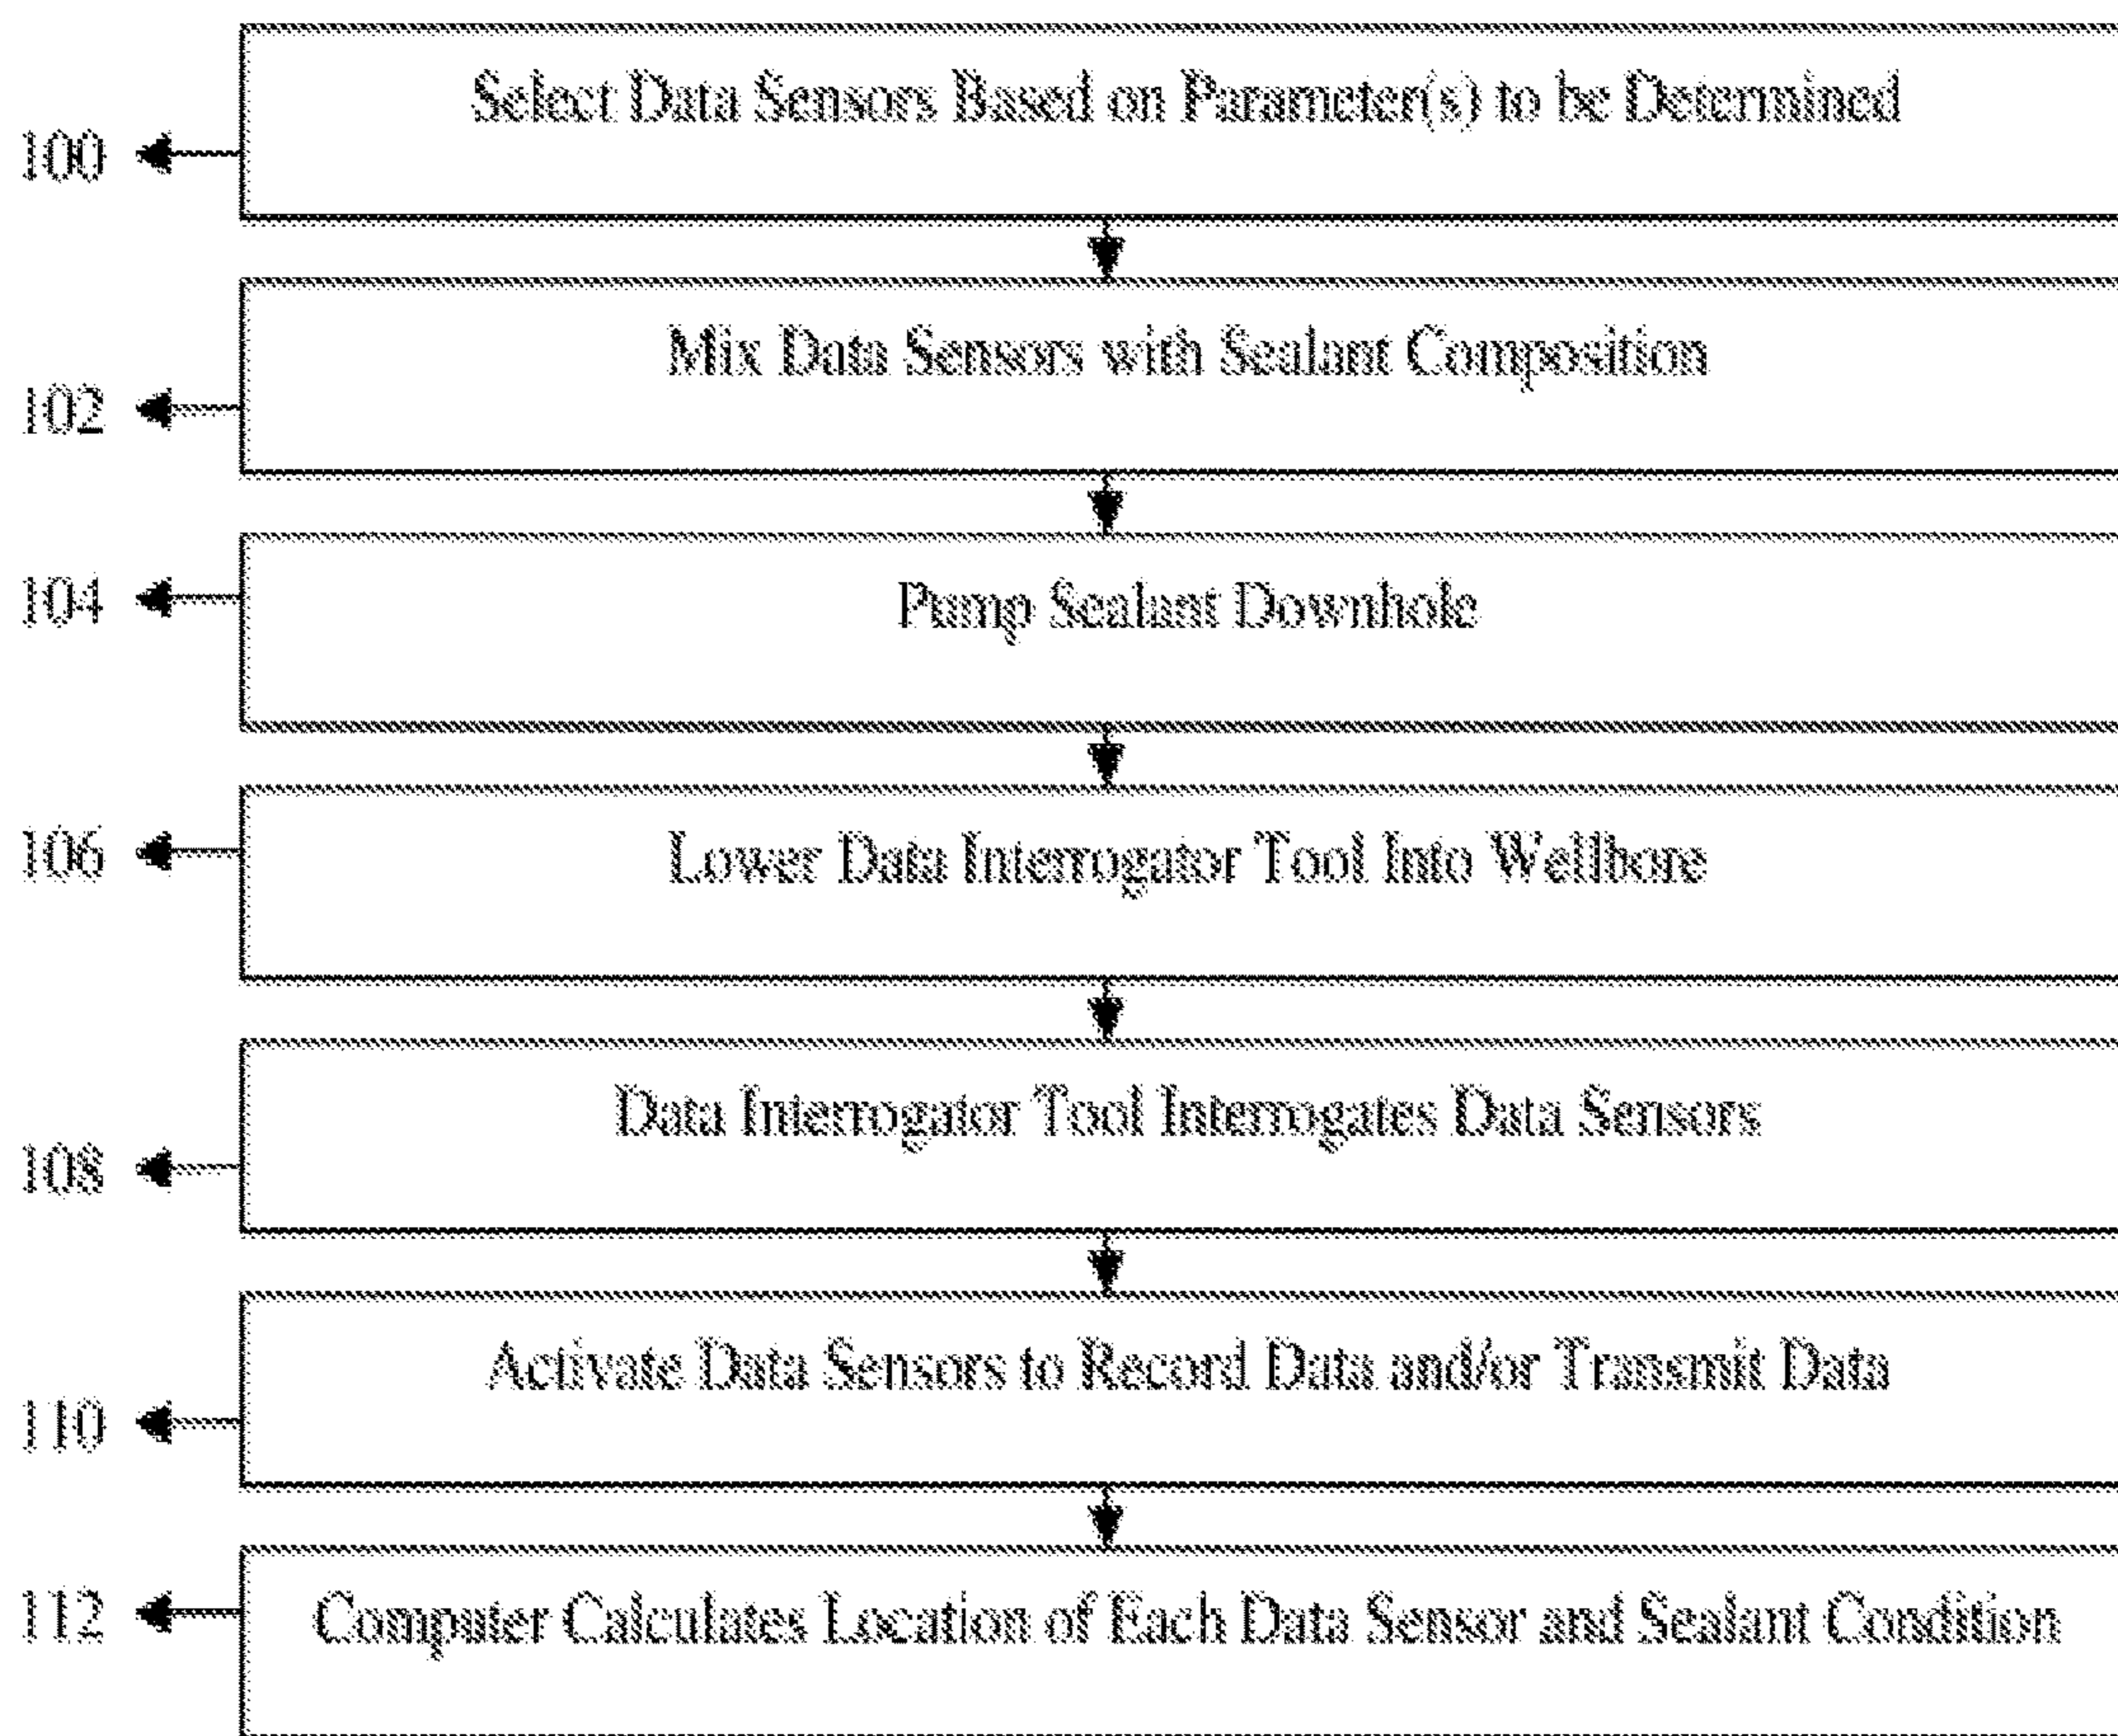 Select Data Sensors Based on Parameter(s) to be Determined
100
Mix Data Sensors with Sealant Composition
102
Pump Sealant Downhole
104
Lower Data Interrogator Tool Into Wellbore
106
Data Interrogator Tool Interrogates Data Sensors
108
Activate Data Sensors to Record Data and/or Transmit Data
110
Computer Calculates Location of Each Data Sensor and Sealant Condition
112